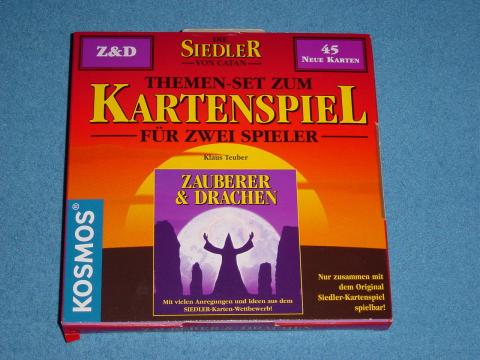 Z&D
DIE
SIEDLER
VON CATAN
45
NEUE KARTEN
THEMEN-SET ZUM
KARTENSPIEL
FÜR ZWEI SPIELER
Klaus Teuber
ZAUBERER
& DRACHEN
Mit vielen Anregungen und Ideen aus dem
SIEDLER-Karten-Wettbewerb!
KOSMOS®
Nur zusammen mit
dem Original
Siedler-Kartenspiel
spielbar!